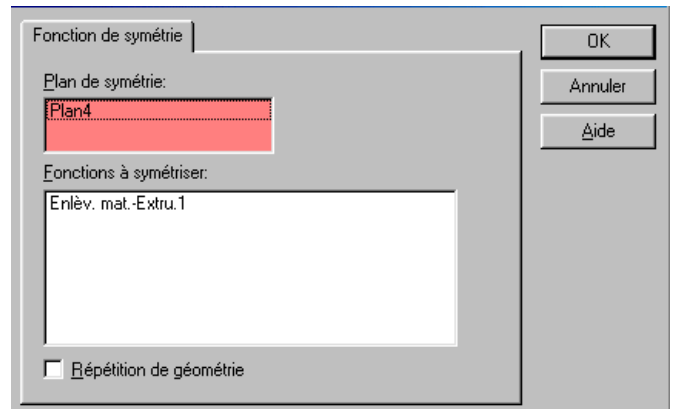 Fonction de symétrie
OK
Plan de symétrie:
Annuler
Plan4
Aide
Fonctions à symétriser:
Enlèv. mat.-Extru.1
Répétition de géométrie